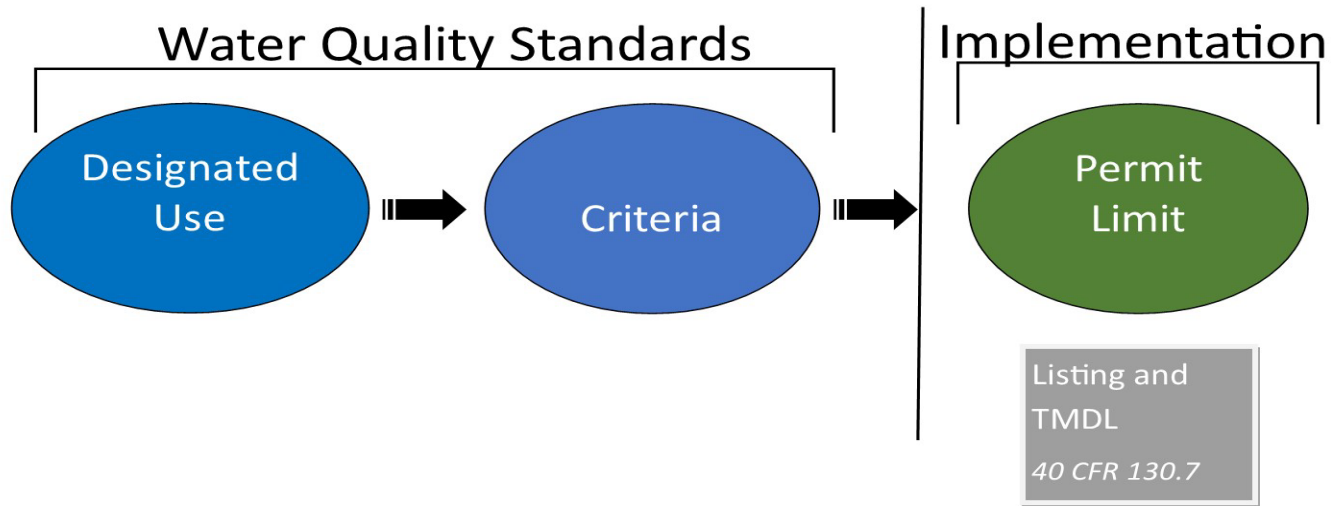 Water Quality Standards
Implementation
Designated
Use
Criteria
Permit
Limit
Listing and
TMDL
40 CFR 130.7